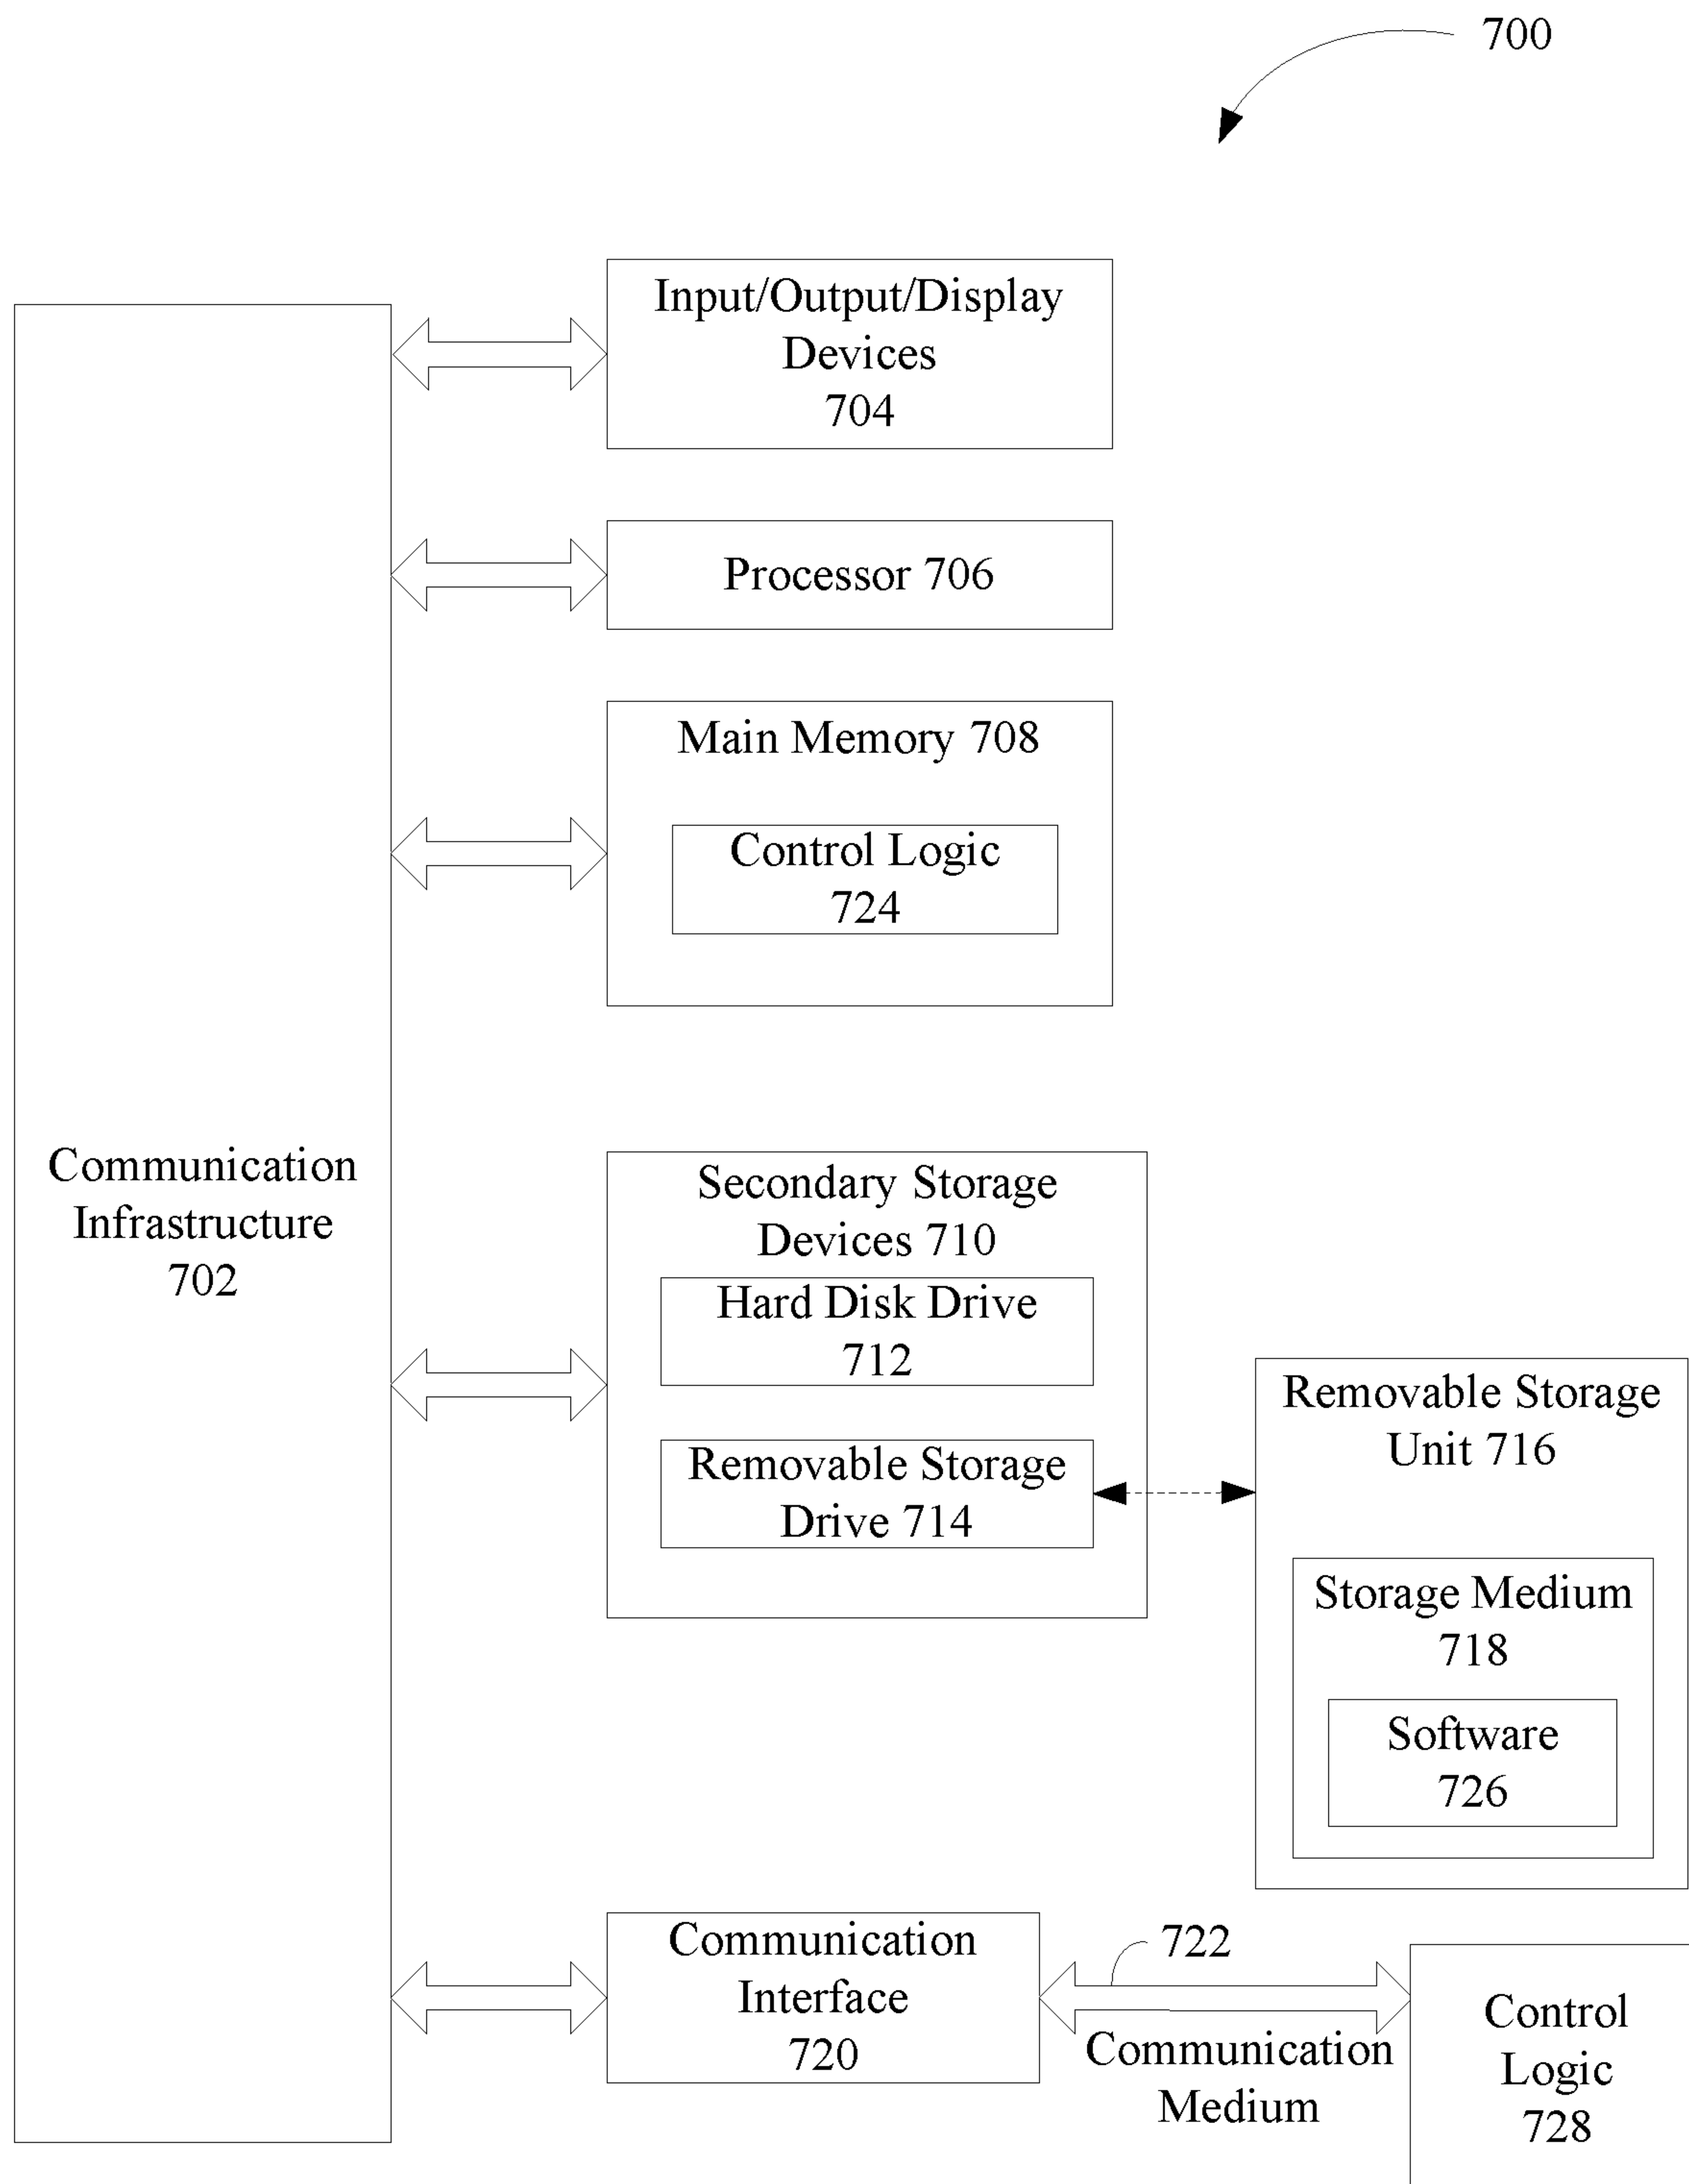 700
Input/Output/Display
Devices
704
Processor 706
Main Memory 708
Control Logic
724
Communication
Infrastructure
702
Secondary Storage
Devices 710
Hard Disk Drive
712
Removable Storage
Drive 714
Removable Storage
Unit 716
Storage Medium
718
Software
726
Communication
Interface
720
722
Communication
Medium
Control
Logic
728